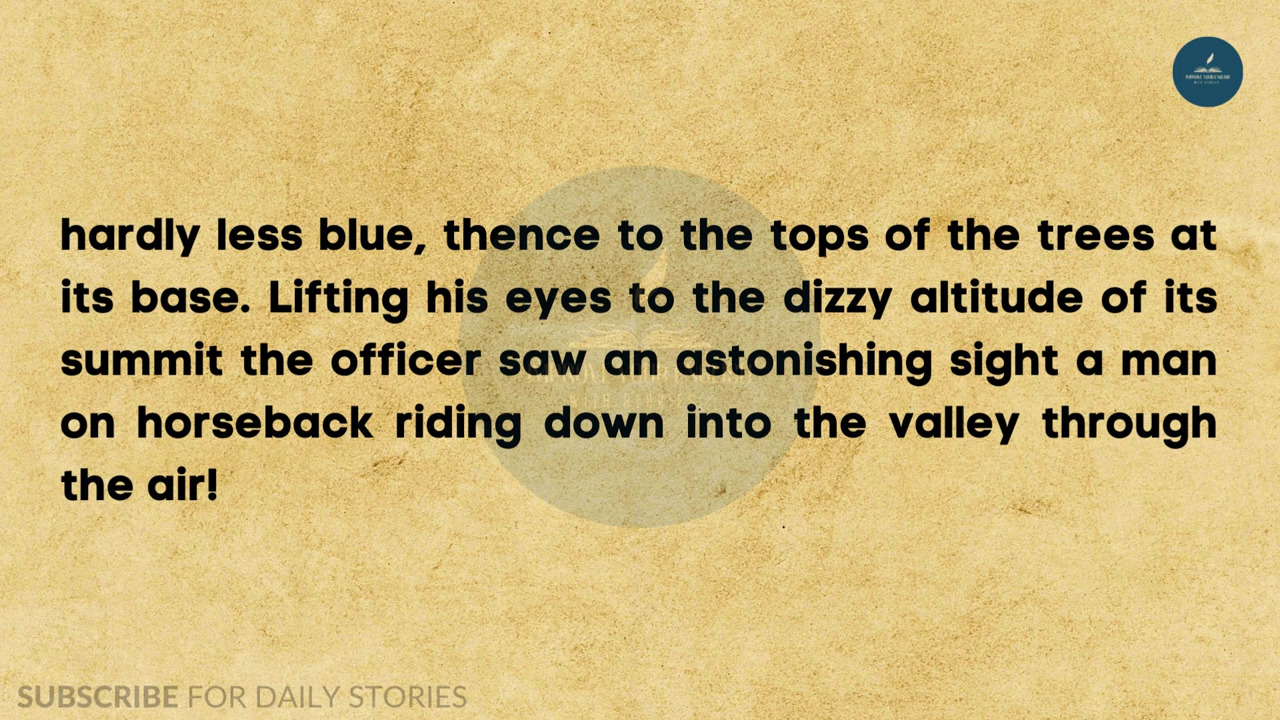 hardly less blue, thence to the tops of the trees at
its base. Lifting his eyes to the dizzy altitude of its
summit the officer saw an astonishing sight a man
on horseback riding down into the valley through
the air!
SUBSCRIBE FOR DAILY STORIES